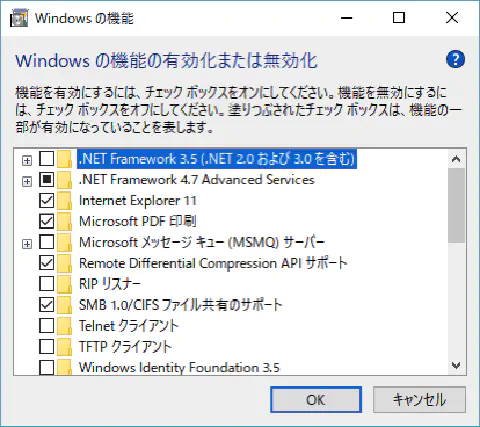 Windows の機能
Windows の機能の有効化または無効化
?
機能を有効にするには、チェック ボックスをオンにしてください。機能を無効にするに
は、チェック ボックスをオフにしてください。塗りつぶされたチェック ボックスは、機能の一
部が有効になっていることを表します。
.NET Framework 3.5 (.NET 2.0 および 3.0 を含む)
.NET Framework 4.7 Advanced Services
Internet Explorer 11
Microsoft PDF 印刷
Microsoft メッセージ キュー (MSMQ) サーバー
Remote Differential Compression API サポート
RIP リスナー
SMB 1.0/CIFS ファイル共有のサポート
Telnet クライアント
TFTP クライアント
Windows Identity Foundation 3.5
OK
キャンセル